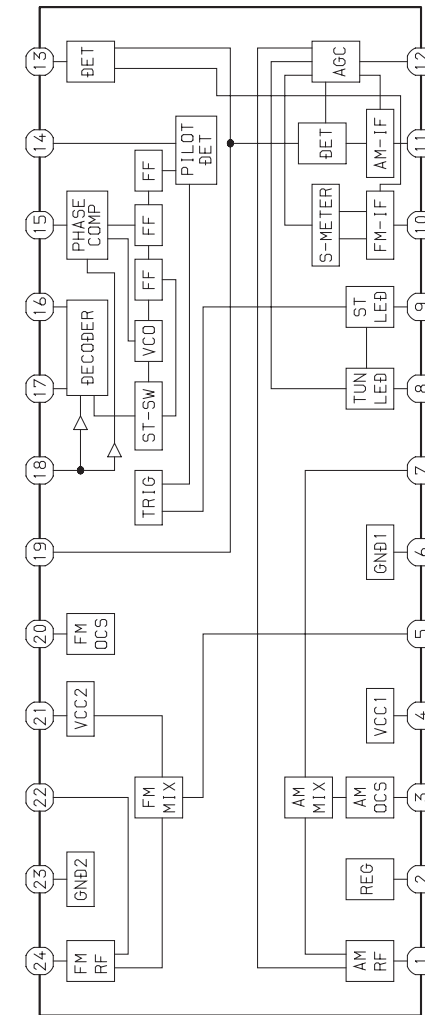 24 23 22 21 20 19 18 17 16 15 14 13
FM
RF
GND2
VCC2
FM
OCS
DECODER
PHASE
COMP
DET
FM
MIX
TRIG
ST-SW
VCO
FF
FF
FF
PILOT
DET
AM
MIX
S-METER
DET
AGC
AM
RF
REG
AM
OCS
VCC1
GND1
TUN
LED
ST
LED
FM-IF
AM-IF
1 2 3 4 5 6 7 8 9 10 11 12